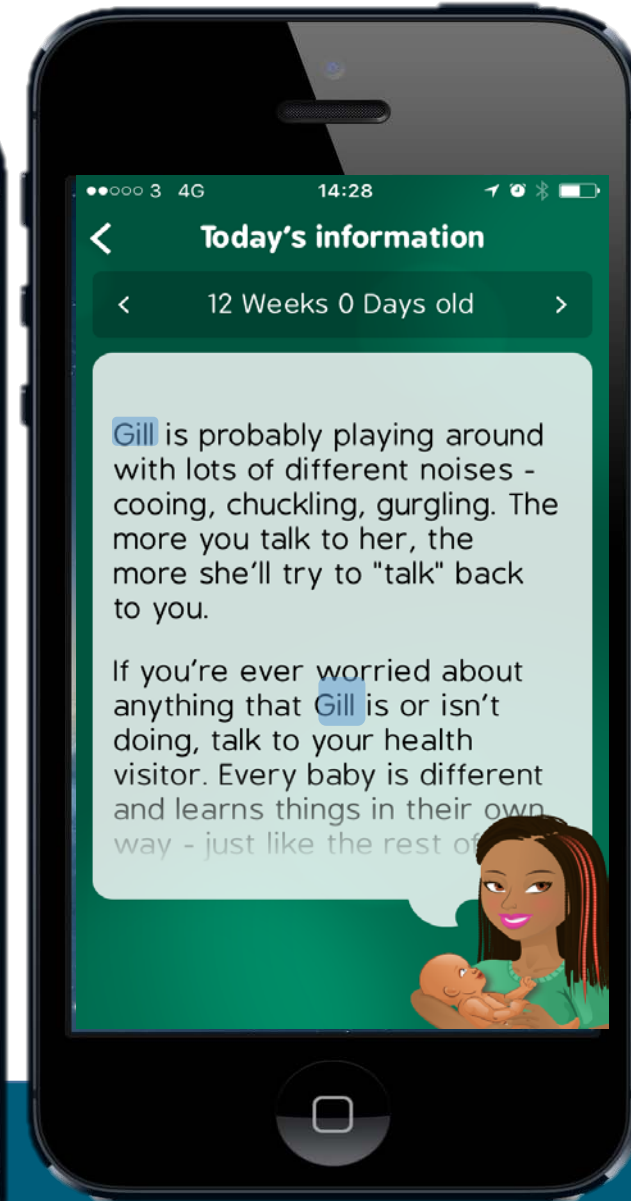 3 4G 14:28
Today's information
< 12 Weeks 0 Days old >
Gill is probably playing around
with lots of different noises -
cooing, chuckling, gurgling. The
more you talk to her, the
more she'll try to "talk" back
to you.
If you're ever worried about
anything that Gill is or isn't
doing, talk to your health
visitor. Every baby is different
and learns things in their own
way - just like the rest of